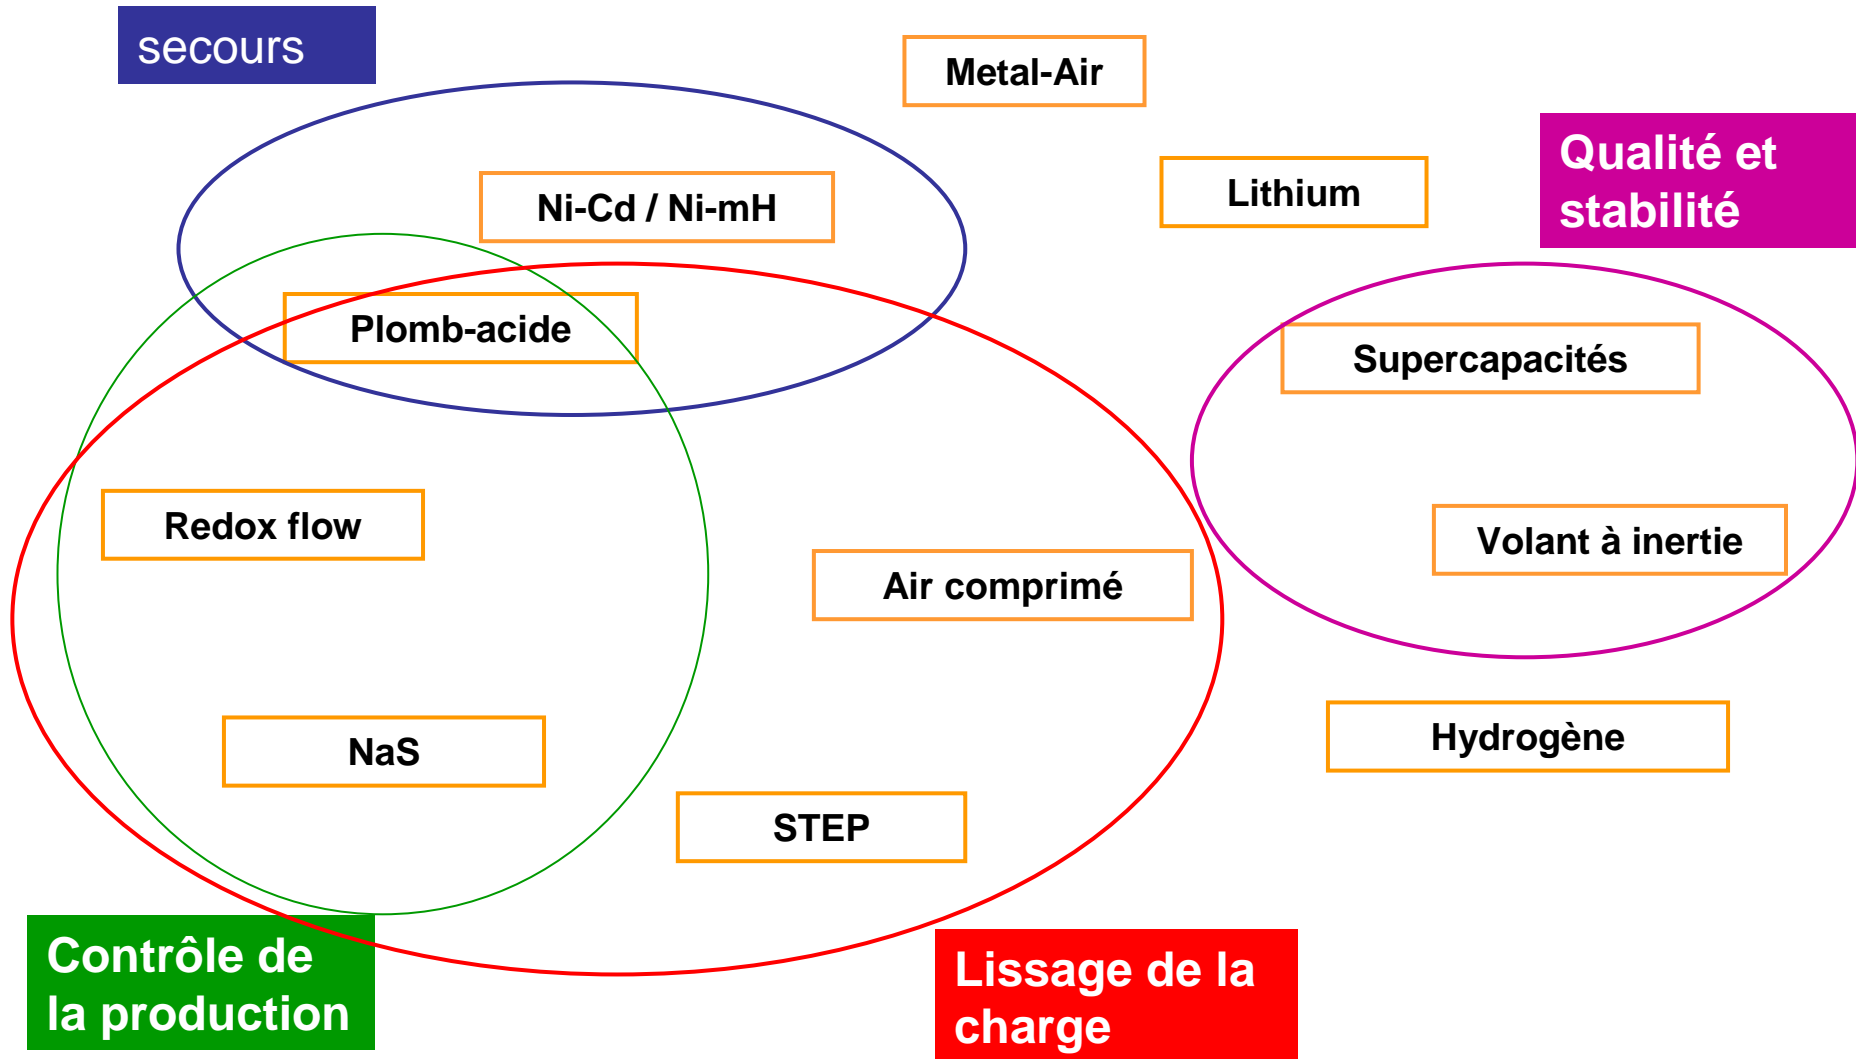 secours
Metal-Air
Qualité et
stabilité
Lithium
Ni-Cd / Ni-mH
Plomb-acide
Supercapacités
Redox flow
Volant à inertie
Air comprimé
NaS
Hydrogène
STEP
Contrôle de
la production
Lissage de la
charge